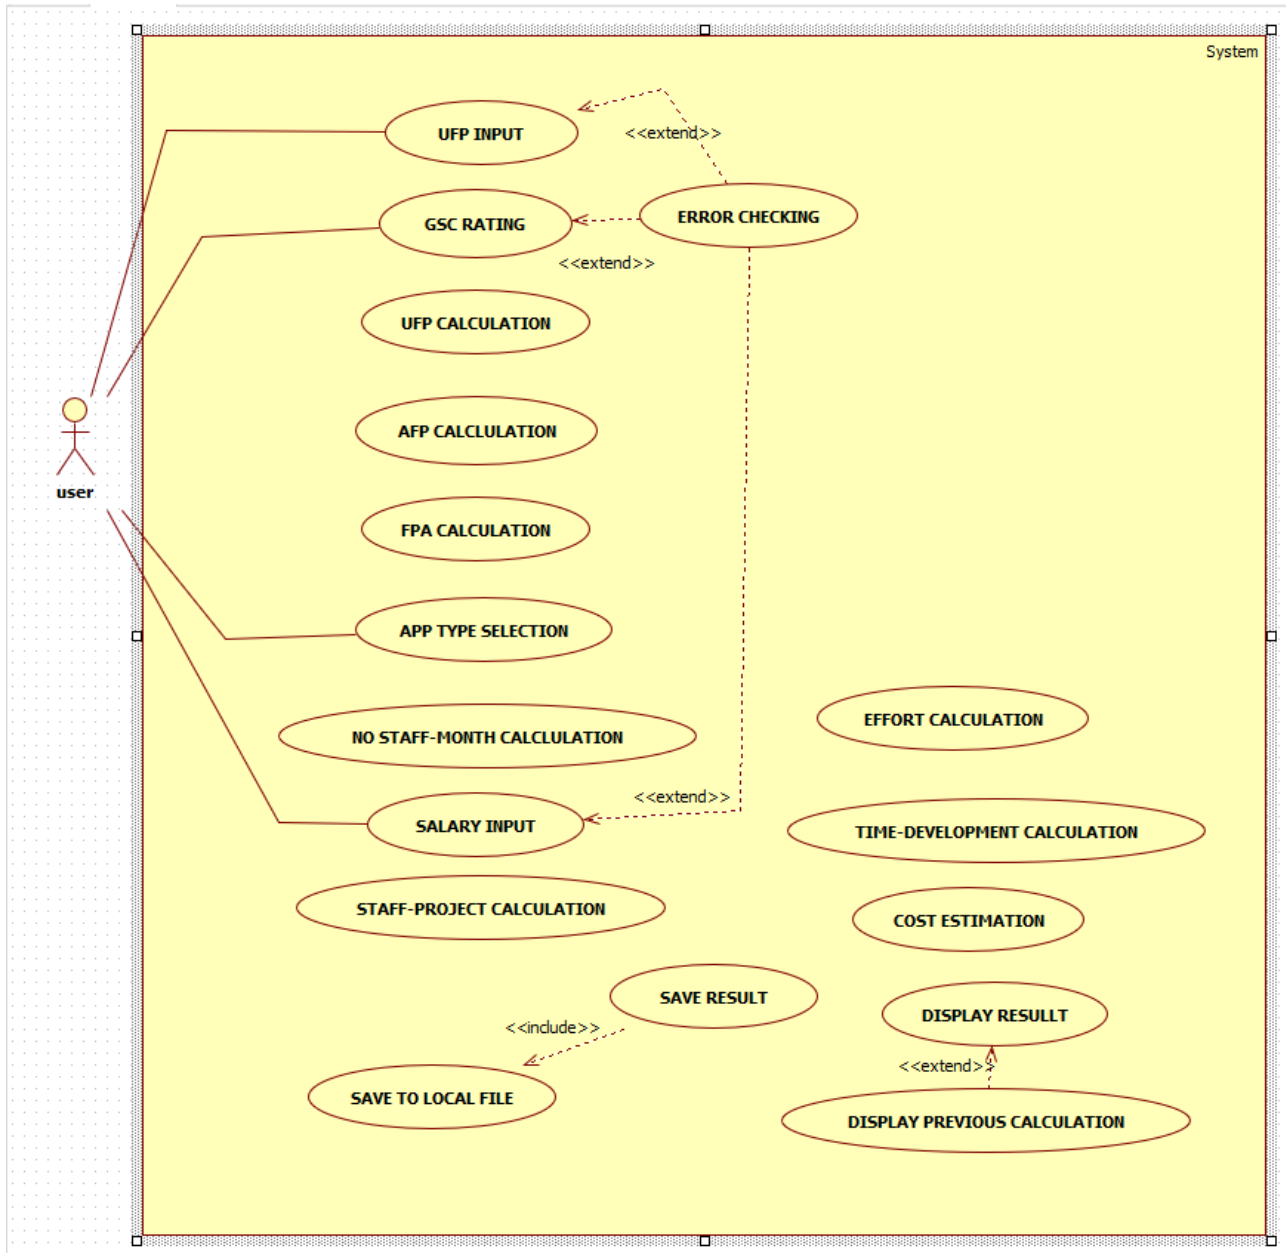 System
UFP INPUT
<<extend>>
ERROR CHECKING
GSC RATING
<<extend>>
UFP CALCULATION
AFP CALCLULATION
user
FPA CALCULATION
APP TYPE SELECTION
EFFORT CALCULATION
NO STAFF-MONTH CALCLULATION
<<extend>>
SALARY INPUT
TIME-DEVELOPMENT CALCULATION
STAFF-PROJECT CALCULATION
COST ESTIMATION
SAVE RESULT
DISPLAY RESULLT
<<include>>
<<extend>>
SAVE TO LOCAL FILE
DISPLAY PREVIOUS CALCULATION